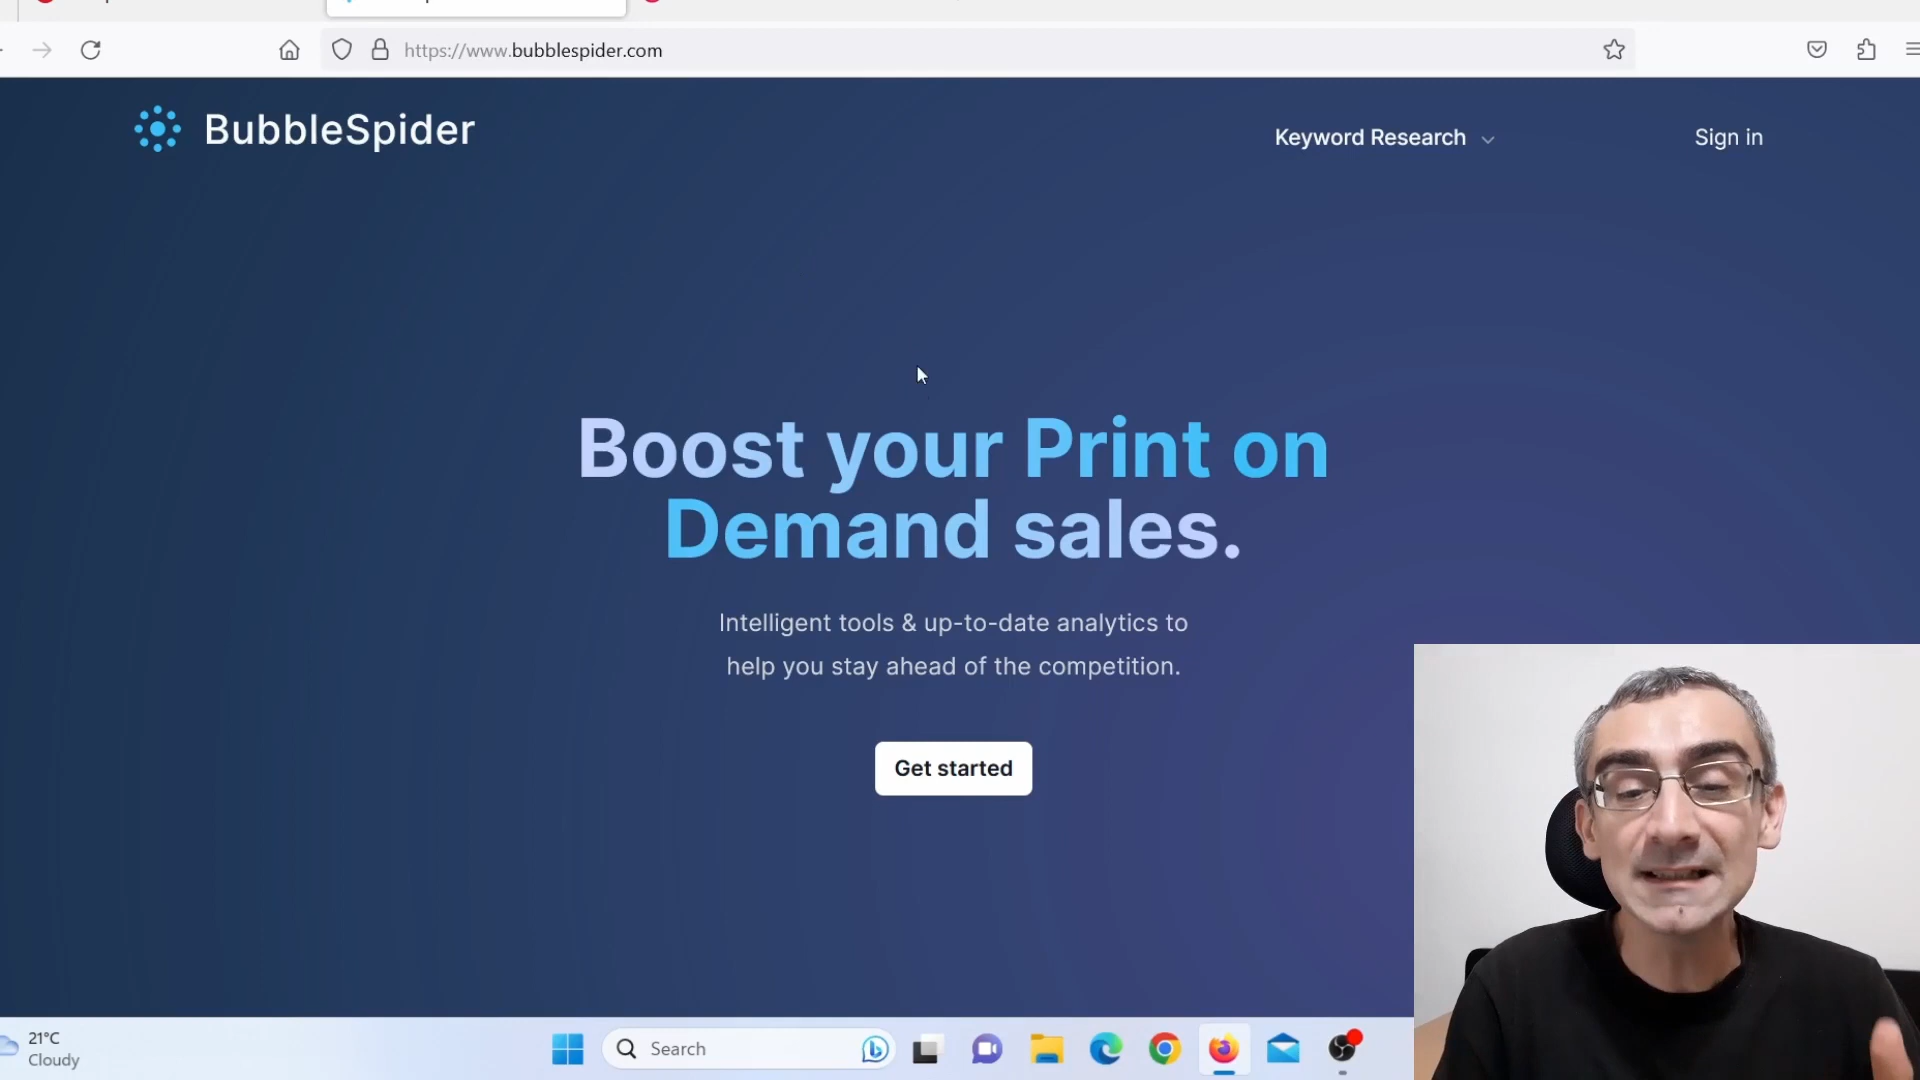 https://www.bubblespider.com
BubbleSpider
Keyword Research
Sign in
Boost your Print on
Demand sales.
Intelligent tools & up-to-date analytics to
help you stay ahead of the competition.
Get started
21°C
Cloudy
Search